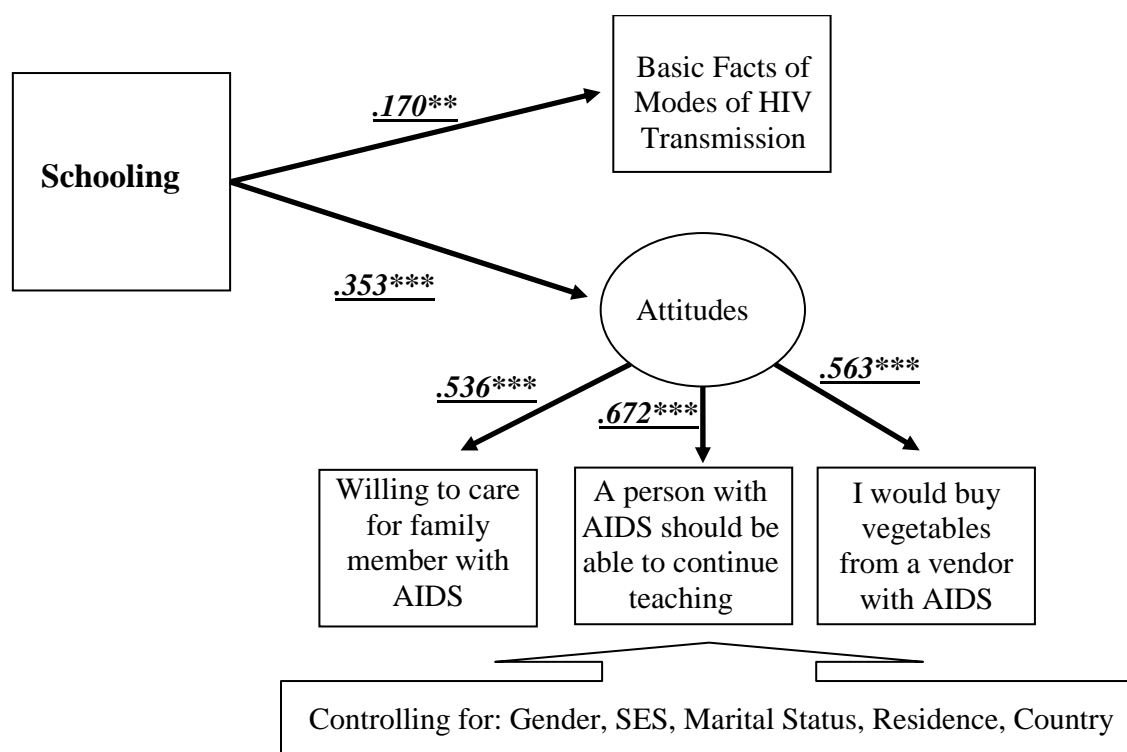 Basic Facts of
Modes of HIV
Transmission
.170**
Schooling
.353***
Attitudes
.536***
.672***
.563***
Willing to care
for family
member with
AIDS
A person with
AIDS should be
able to continue
teaching
I would buy
vegetables
from a vendor
with AIDS
Controlling for: Gender, SES, Marital Status, Residence, Country